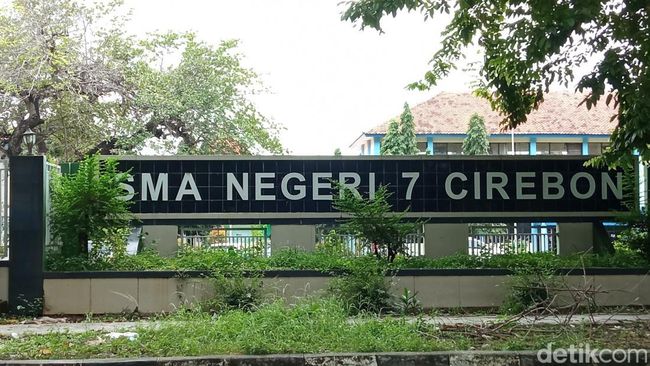 SMA NEGERI 7 CIREBON
detikcom